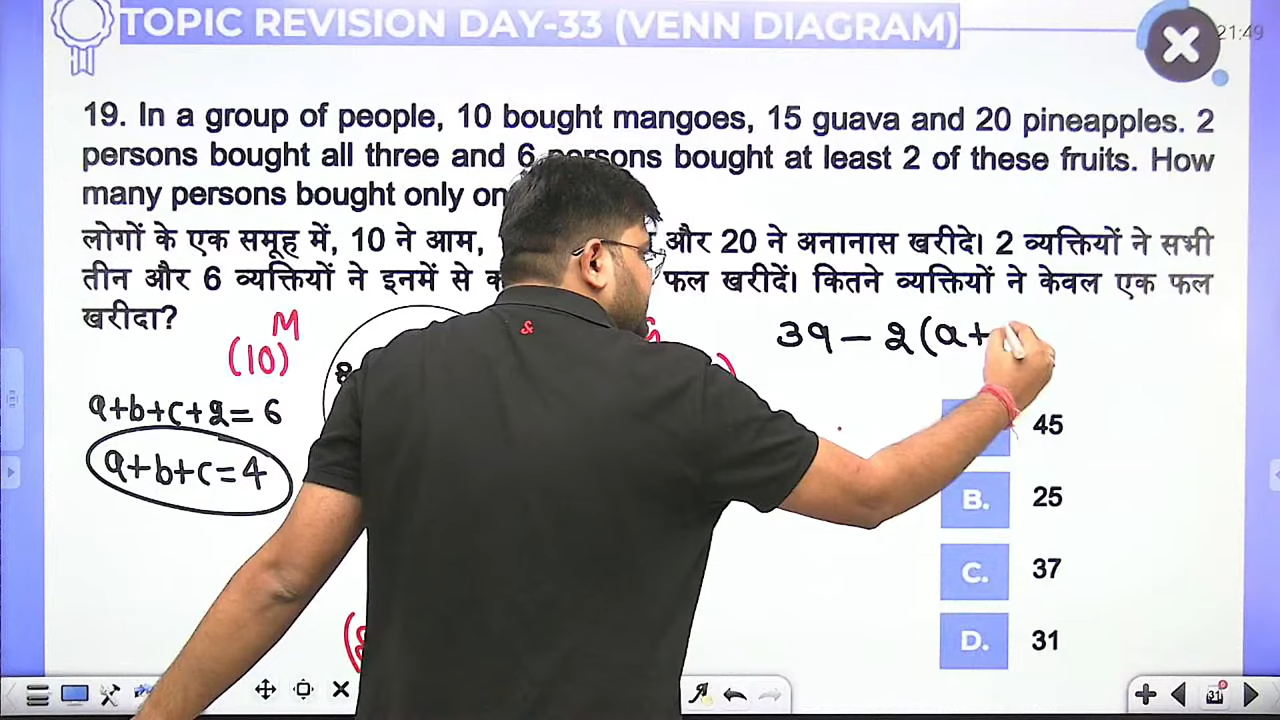 TOPIC REVISION DAY-33 (VENN DIAGRAM)
21:49
19. In a group of people, 10 bought mangoes, 15 guava and 20 pineapples. 2
persons bought all three and 6 persons bought at least 2 of these fruits. How
many persons bought only
लोगों के एक समूह में, 10 ने आम, और 20 ने अनानास खरीदे। 2 व्यक्तियों ने सभी
तीन और 6 व्यक्तियों ने इनमें से फल खरीदें। कितने व्यक्तियों ने केवल एक फल
खरीदा?
M
(10)
39 - 2(a+
a+b+c+2=6
a+b+c=4
45
B. 25
C. 37
D. 31